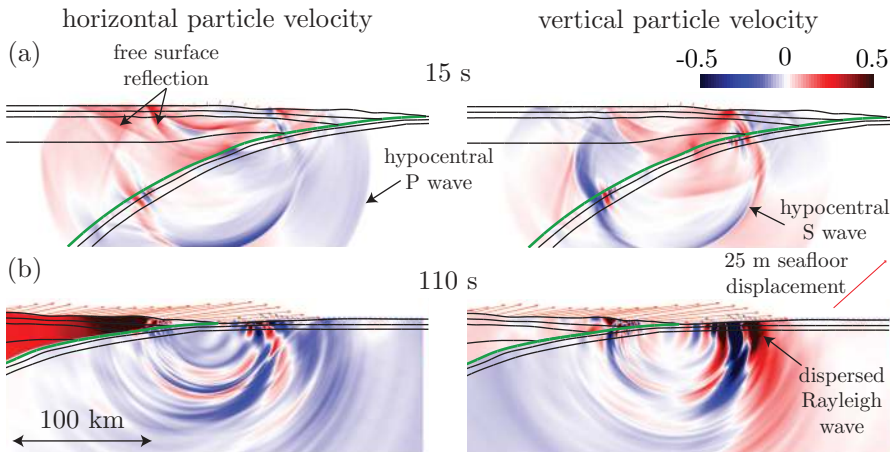 horizontal particle velocity
vertical particle velocity
(a)
free surface
reflection
15 s
-0.5 0 0.5
hypocentral
P wave
hypocentral
S wave
(b)
110 s
25 m seafloor
displacement
100 km
dispersed
Rayleigh
wave